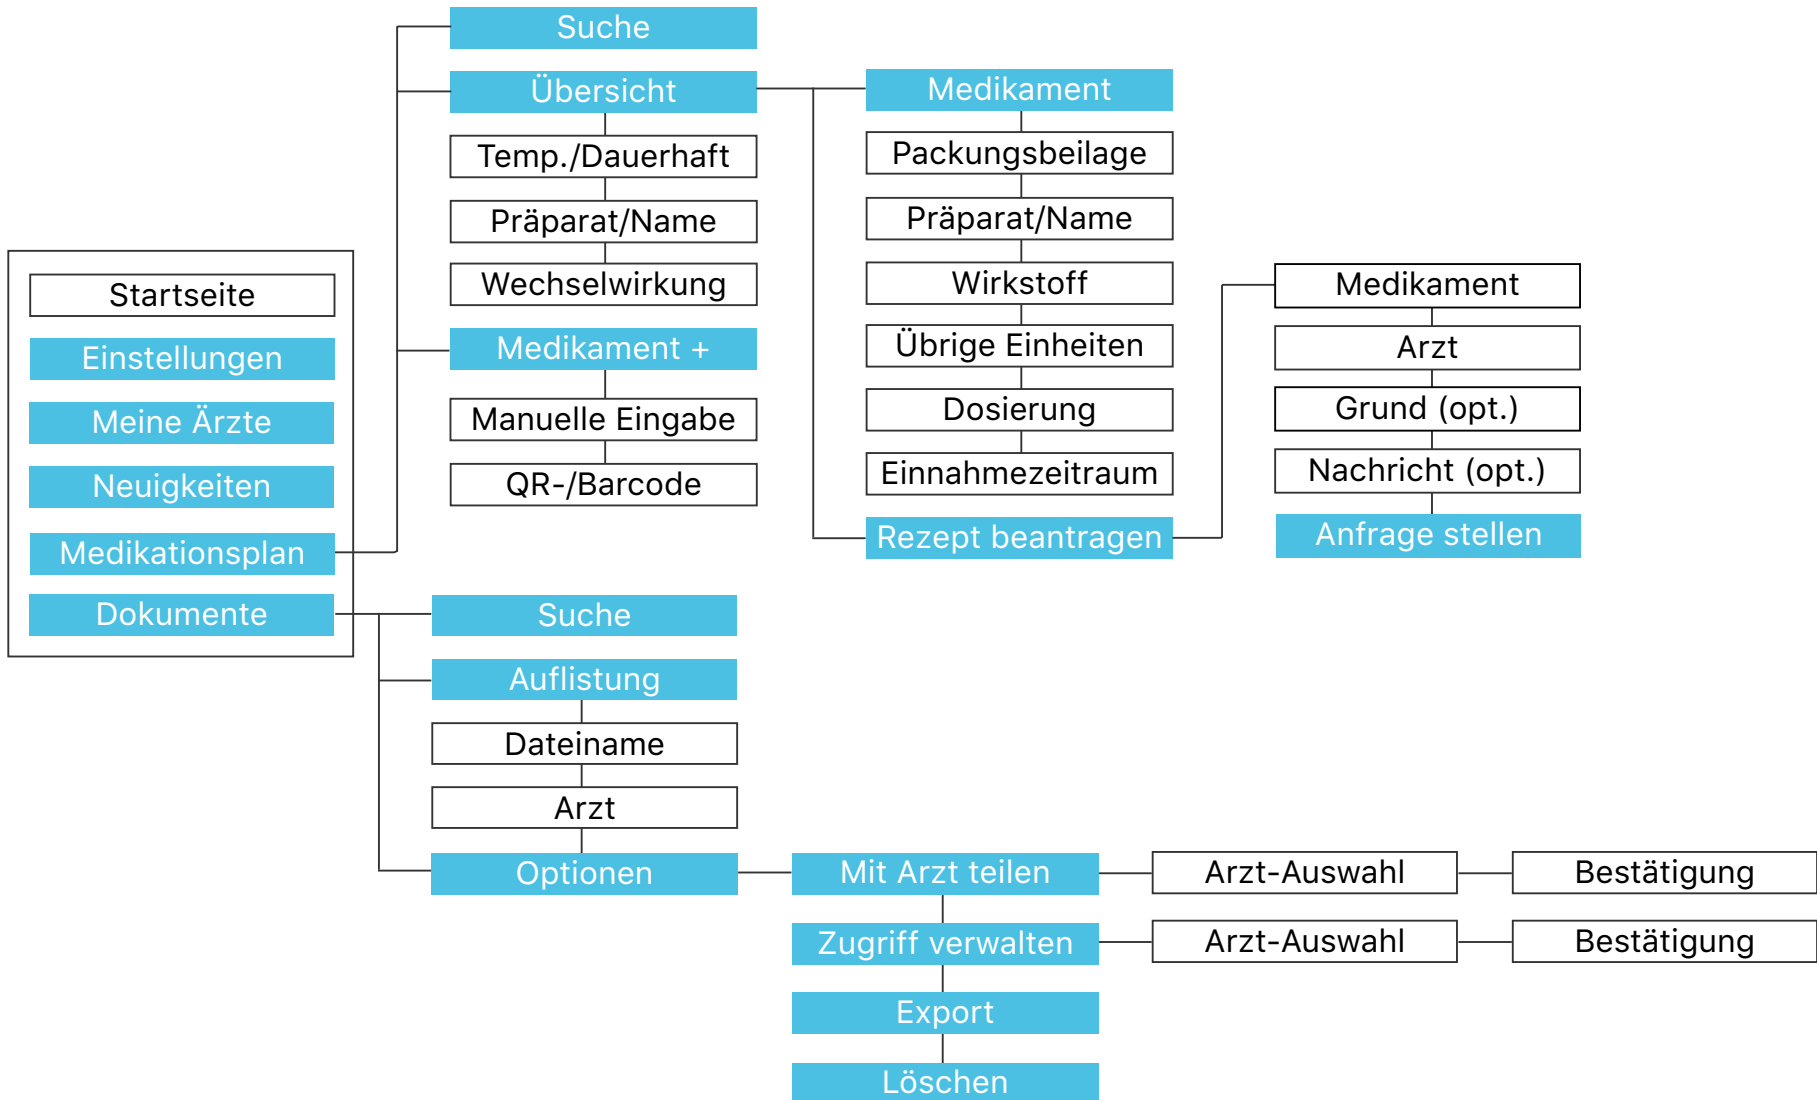 Startseite
Einstellungen
Meine Ärzte
Neuigkeiten
Medikationsplan
Dokumente
Suche
Übersicht
Temp./Dauerhaft
Präparat/Name
Wechselwirkung
Medikament +
Manuelle Eingabe
QR-/Barcode
Medikament
Packungsbeilage
Präparat/Name
Wirkstoff
Übrige Einheiten
Dosierung
Einnahmezeitraum
Rezept beantragen
Medikament
Arzt
Grund (opt.)
Nachricht (opt.)
Anfrage stellen
Suche
Auflistung
Dateiname
Arzt
Optionen
Mit Arzt teilen
Arzt-Auswahl
Bestätigung
Zugriff verwalten
Arzt-Auswahl
Bestätigung
Export
Löschen